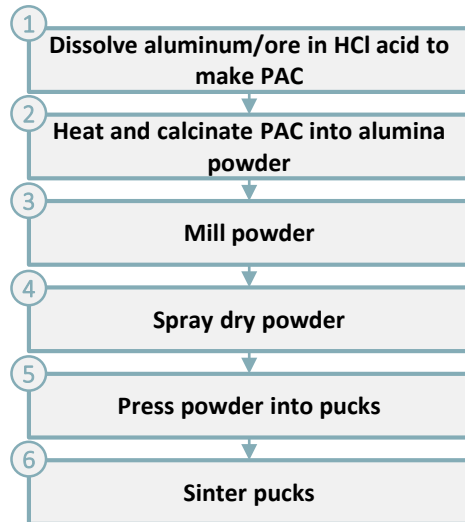 1
Dissolve aluminum/ore in HCl acid to
make PAC
2
Heat and calcinate PAC into alumina
powder
3
Mill powder
4
Spray dry powder
5
Press powder into pucks
6
Sinter pucks